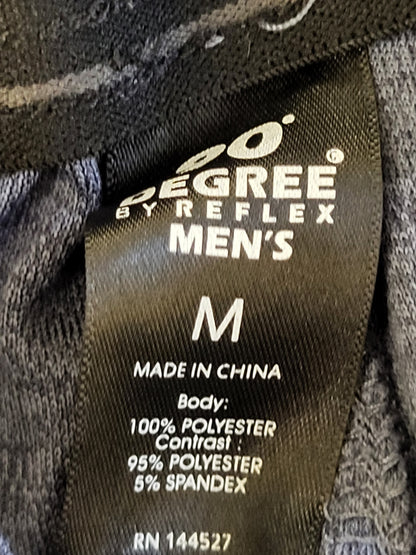 DEGREE®
BY REFLEX
MEN'S
M
MADE IN CHINA
Body:
100% POLYESTER
Contrast :
95% POLYESTER
5% SPANDEX
RN 144527